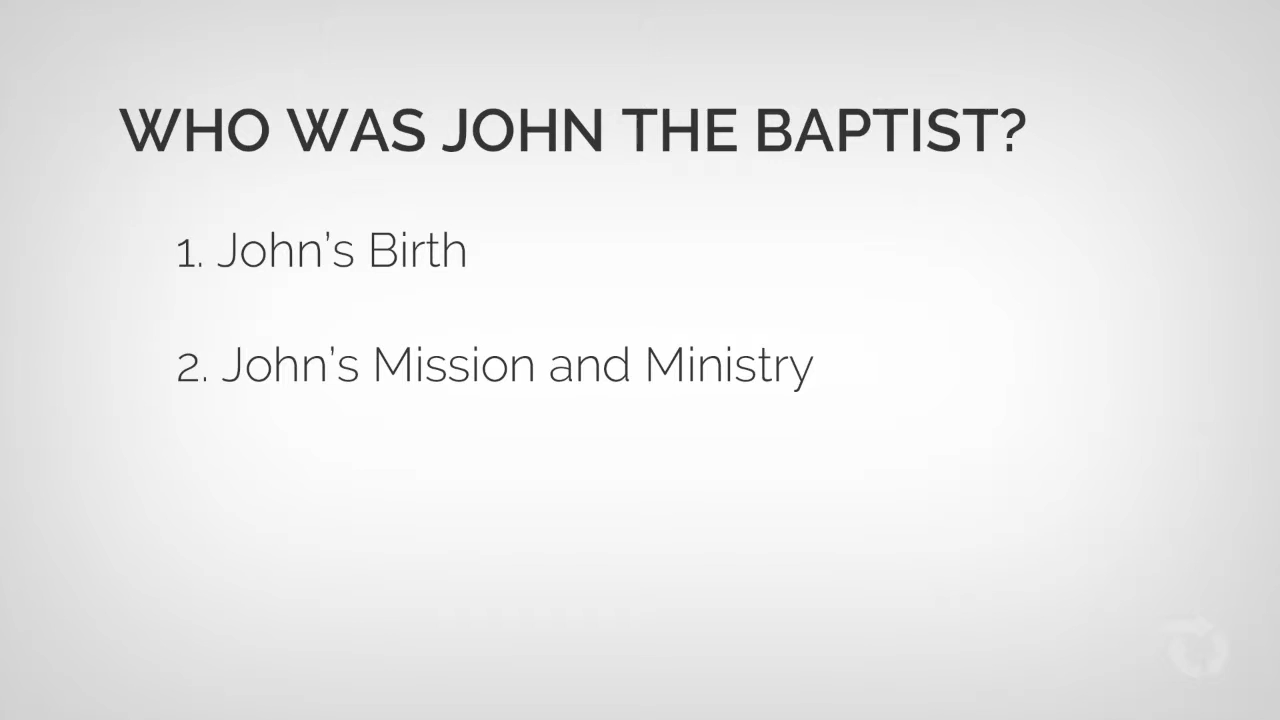 WHO WAS JOHN THE BAPTIST?
1. John’s Birth
2. John’s Mission and Ministry